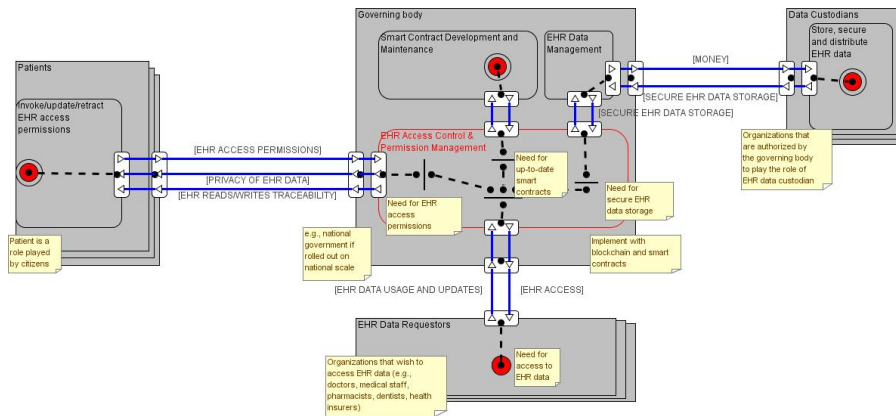 Governing body
Data Custodians
Smart Contract Development and
Maintenance
EHR Data
Management
Store, secure
and distribute
EHR data
[MONEY]
Patients
[SECURE EHR DATA STORAGE]
Invoke/update/retract
EHR access
permissions
[SECURE EHR DATA STORAGE]
EHR Access Control &
Permission Management
[EHR ACCESS PERMISSIONS]
[PRIVACY OF EHR DATA]
[EHR READS/WRITES TRACEABILITY]
Need for
up-to-date
smart
contracts
Organizations that
are authorized by
the governing body
to play the role of
EHR data custodian
Need for EHR
access
permissions
Need for
secure EHR
data storage
Patient is a
role played
by citizens
e.g., national
government if
rolled out on
national scale
Implement with
blockchain and smart
contracts
[EHR DATA USAGE AND UPDATES]
[EHR ACCESS]
EHR Data Requestors
Organizations that wish to
access EHR data (e.g.,
doctors, medical staff,
pharmacists, dentists, health
insurers)
Need for
access to
EHR data